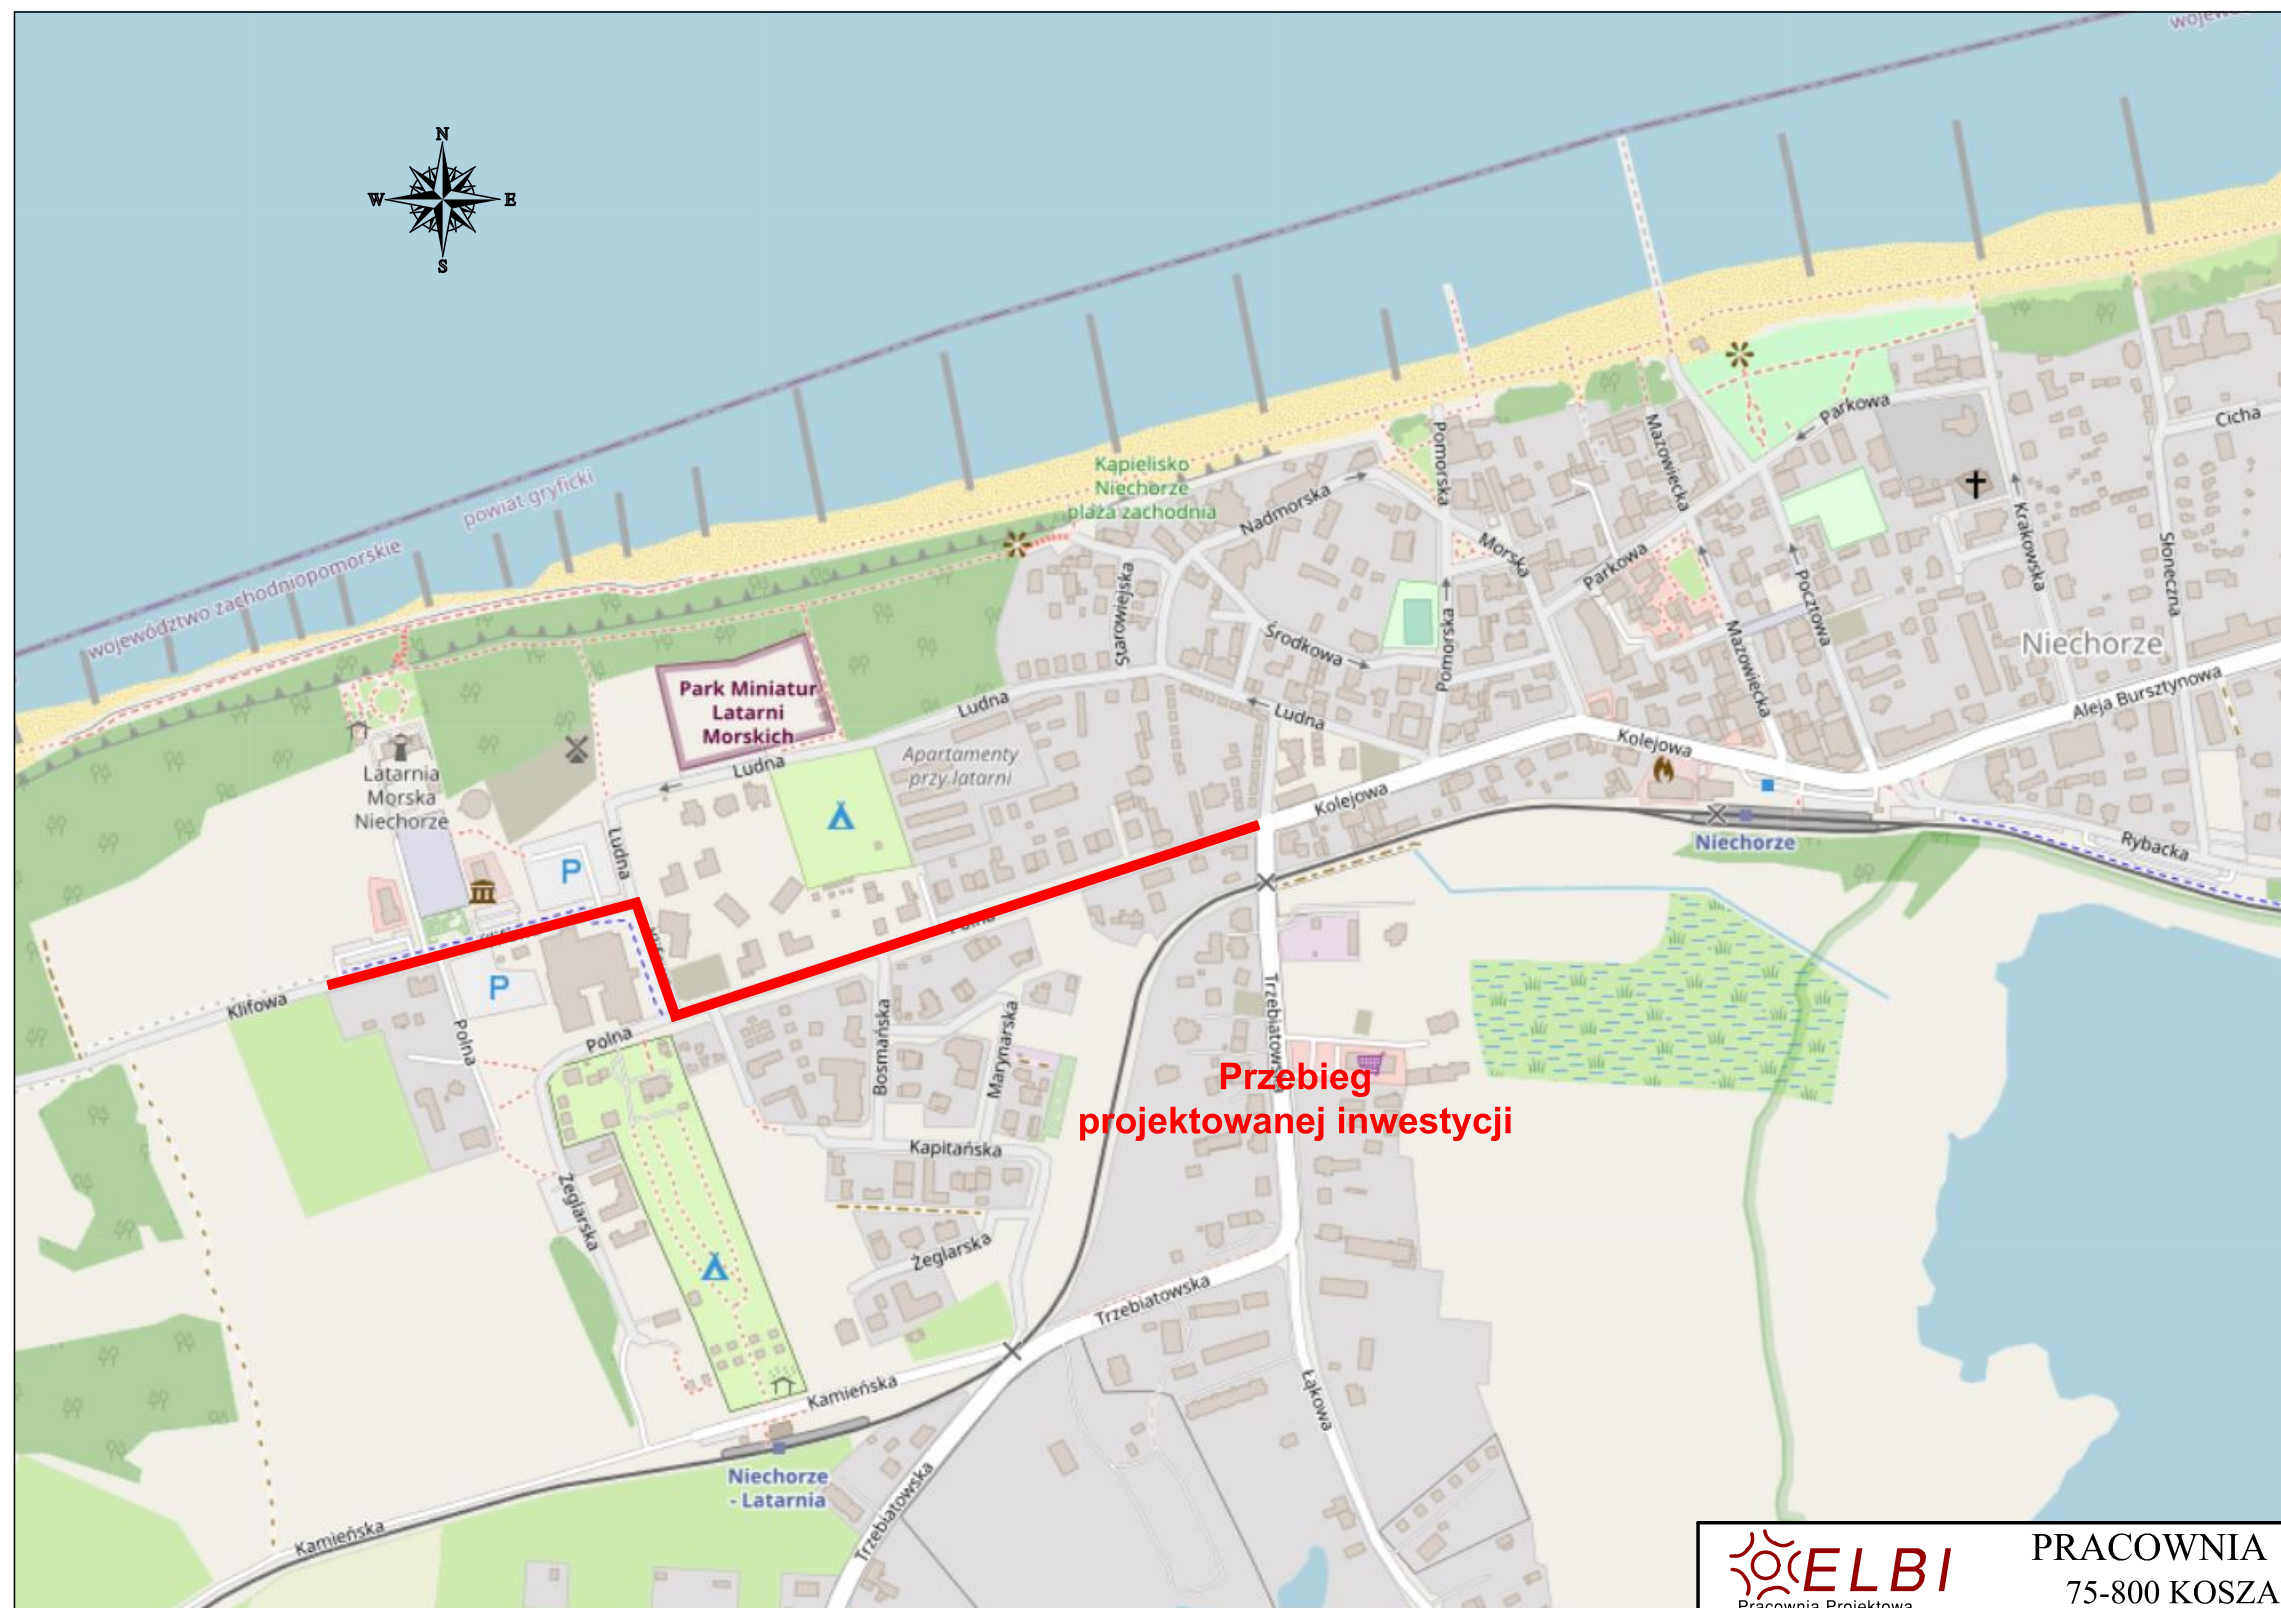 N
W
E
S
powiat gryficki
województwo zachodniopomorskie
Kąpielisko
Niechorze
plaża zachodnia
Nadmorska
Pomorska
Morska
Mazowiecka
Parkowa
Parkowa
Cicha
Krakowska
Słoneczna
Pocztowa
Starowiejska
Środkowa
Pomorska
Mazowiecka
Niechorze
Aleja Bursztynowa
Park Miniatur
Latarni
Morskich
Ludna
Ludna
Ludna
Ludna
Apartamenty
przy latarni
Latarnia
Morska
Niechorze
Kolejowa
Kolejowa
Niechorze
Rybacka
P
P
Klifowa
Polna
Polna
Bosmańska
Marynarska
Trzebiatowska
Przebieg
projektowanej inwestycji
Kapitańska
Żeglarska
Żeglarska
Trzebiatowska
Łąkowa
Kamieńska
Niechorze
- Latarnia
Trzebiatowska
Kamieńska
ELBI
Pracownia Projektowa
PRACOWNIA
75-800 KOSZA